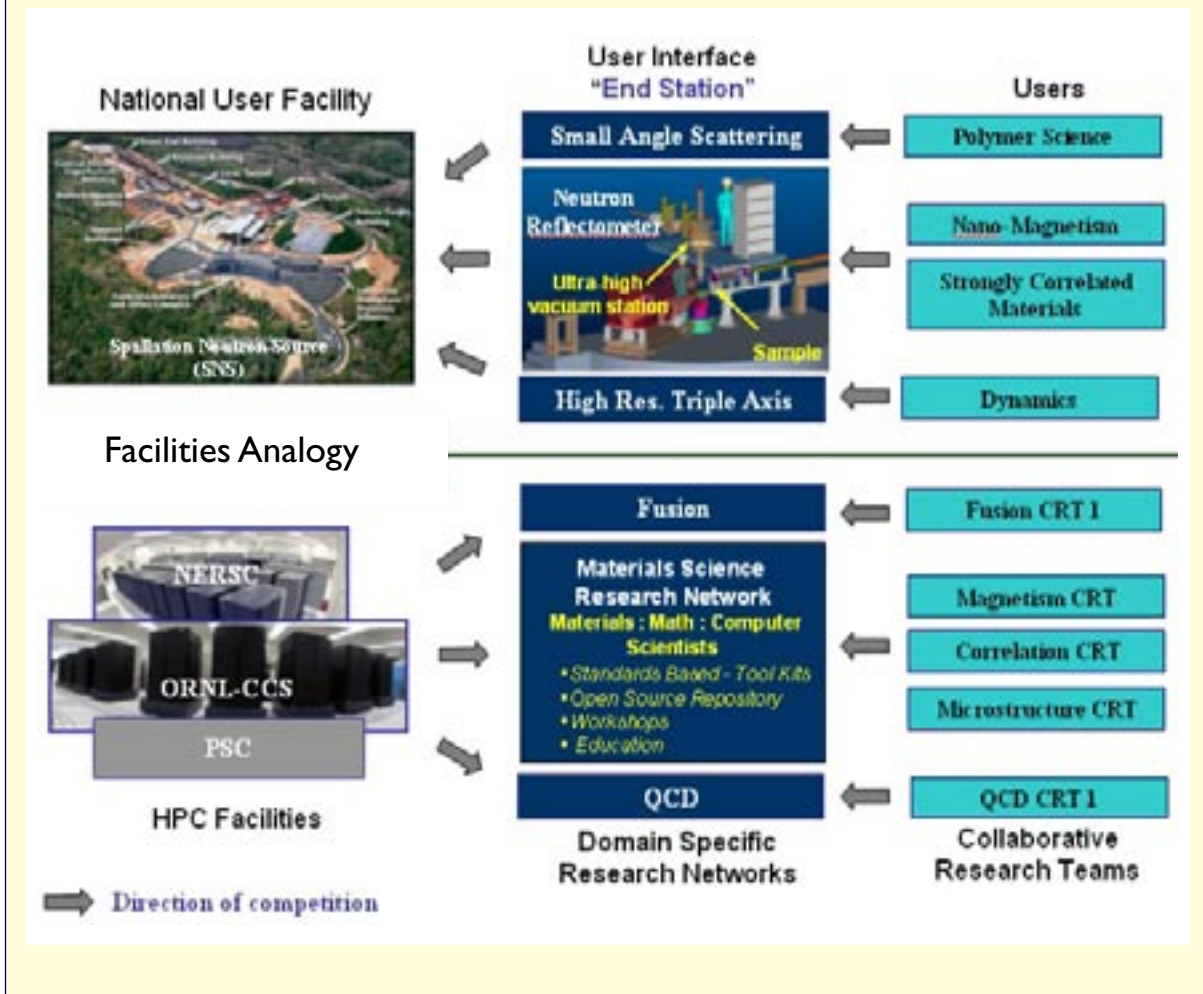 National User Facility
User Interface
"End Station"
Users
Small Angle Scattering
Neutron
Reflectometer
Ultra high
vacuum station
Sample
High Res. Triple Axis
Polymer Science
Nano-Magnetism
Strongly Correlated
Materials
Dynamics
Spallation Neutron Source
(SNS)
Facilities Analogy
NERSC
ORNL-CCS
PSC
HPC Facilities
Fusion
Materials Science
Research Network
Materials : Math : Computer
Scientists
• Standards Based - Tool Kits
• Open Source Repository
• Workshops
• Education
QCD
Domain Specific
Research Networks
Fusion CRT 1
Magnetism CRT
Correlation CRT
Microstructure CRT
QCD CRT 1
Collaborative
Research Teams
Direction of competition